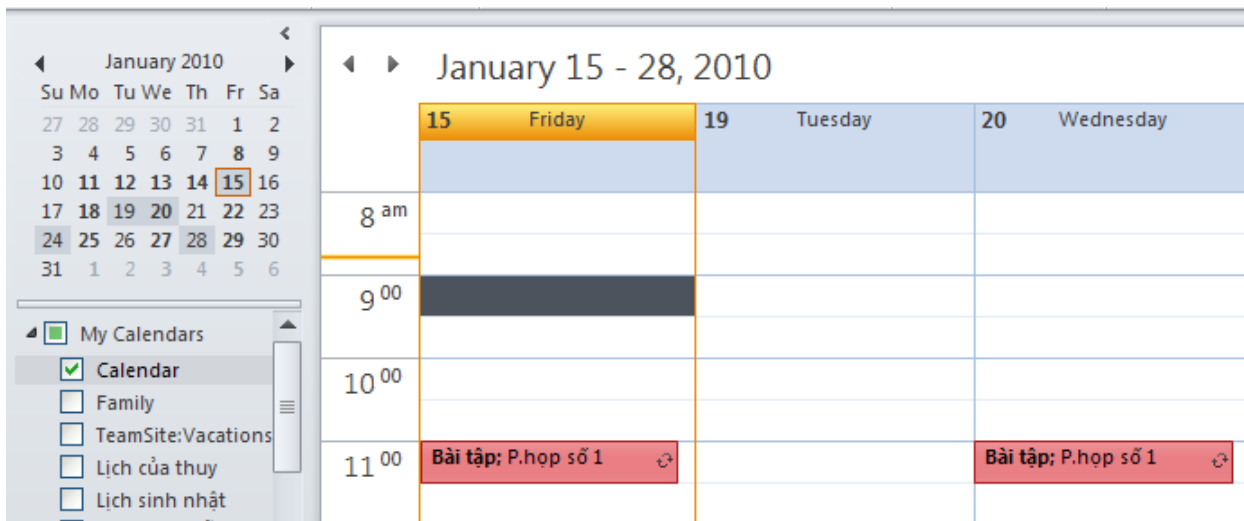 January 2010
Su Mo Tu We Th Fr Sa
27 28 29 30 31 1 2
3 4 5 6 7 8 9
10 11 12 13 14 15 16
17 18 19 20 21 22 23
24 25 26 27 28 29 30
31 1 2 3 4 5 6
My Calendars
Calendar
Family
TeamSite:Vacations
Lịch của thuy
Lịch sinh nhật
January 15 - 28, 2010
15 Friday 19 Tuesday 20 Wednesday
8 am
9 00
10 00
11 00
Bài tập; P.họp số 1 Bài tập; P.họp số 1